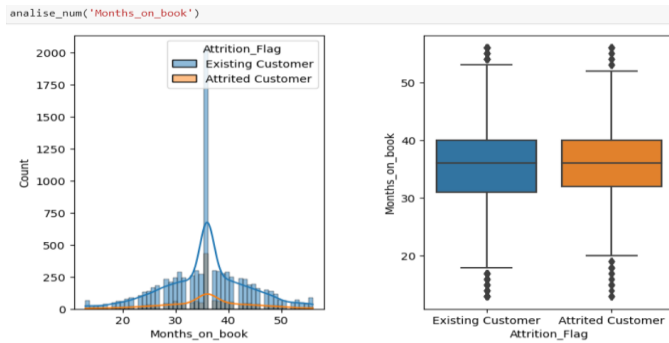 analise_num('Months_on_book')
Attrition_Flag
Existing Customer
Attrited Customer
2000
1750
1500
1250
1000
750
500
250
0
Count
20 30 40 50
Months_on_book
50
40
30
20
Months_on_book
Existing Customer Attrited Customer
Attrition_Flag